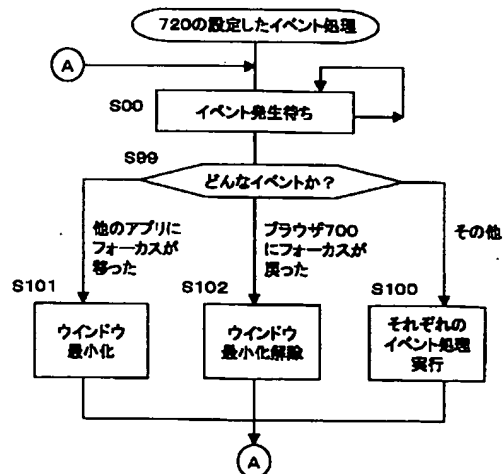 720の設定したイベント処理
A
S00
イベント発生待ち
S99
どんなイベントか?
他のアプリに
フォーカスが
移った
ブラウザ700
にフォーカスが
戻った
その他
S101
ウインドウ
最小化
S102
ウインドウ
最小化解除
S100
それぞれの
イベント処理
実行
A